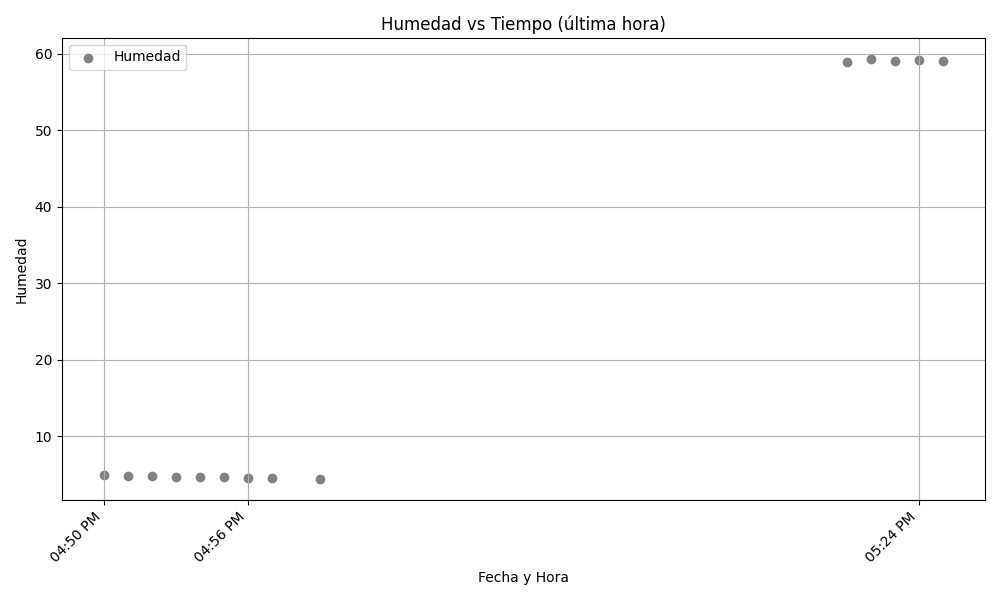 Humedad vs Tiempo (última hora)
Humedad
60
50
40
30
20
10
Humedad
04:50 PM
04:56 PM
05:24 PM
Fecha y Hora